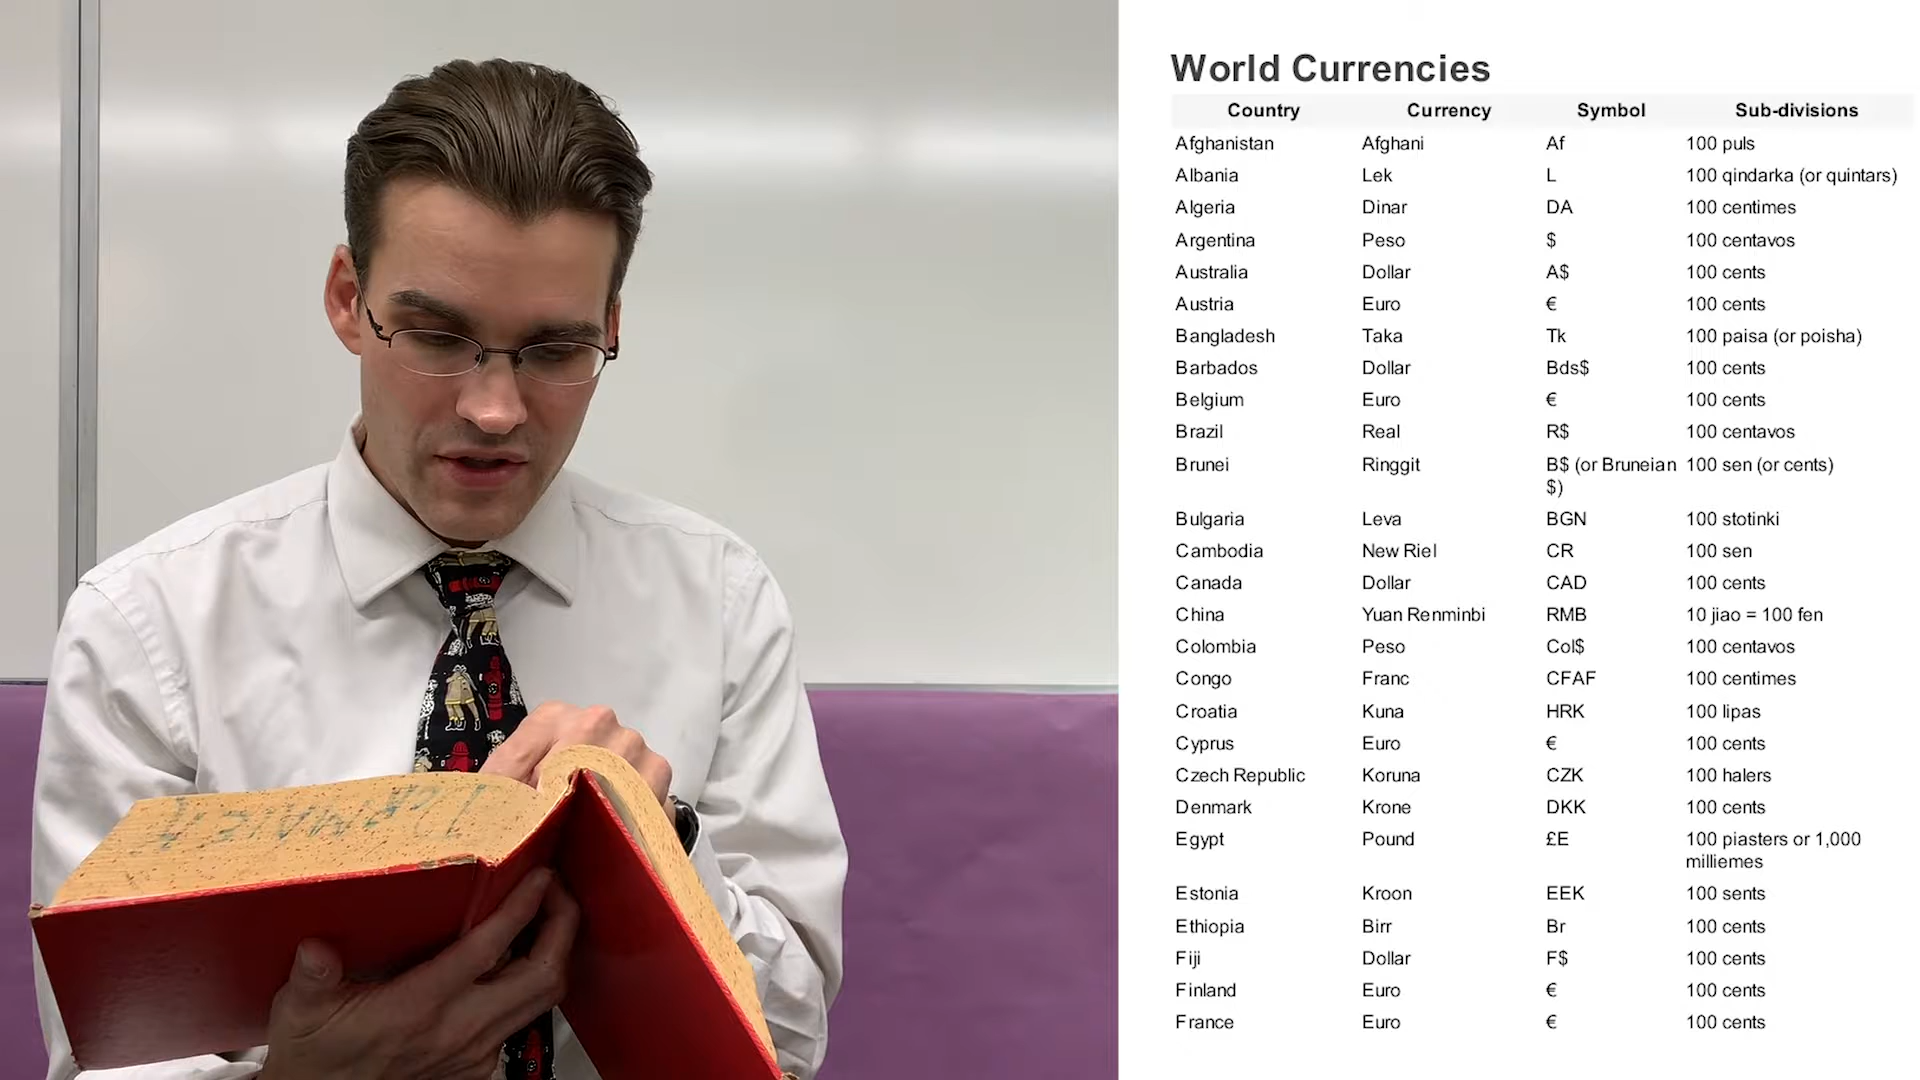 World Currencies
Country Currency Symbol Sub-divisions
Afghanistan Afghani Af 100 puls
Albania Lek L 100 qindarka (or quintars)
Algeria Dinar DA 100 centimes
Argentina Peso $ 100 centavos
Australia Dollar A$ 100 cents
Austria Euro € 100 cents
Bangladesh Taka Tk 100 paisa (or poisha)
Barbados Dollar Bds$ 100 cents
Belgium Euro € 100 cents
Brazil Real R$ 100 centavos
Brunei Ringgit B$ (or Bruneian 100 sen (or cents)
$)
Bulgaria Leva BGN 100 stotinki
Cambodia New Riel CR 100 sen
Canada Dollar CAD 100 cents
China Yuan Renminbi RMB 10 jiao = 100 fen
Colombia Peso Col$ 100 centavos
Congo Franc CFAF 100 centimes
Croatia Kuna HRK 100 lipas
Cyprus Euro € 100 cents
Czech Republic Koruna CZK 100 halers
Denmark Krone DKK 100 cents
Egypt Pound £E 100 piasters or 1,000
milliemes
Estonia Kroon EEK 100 sents
Ethiopia Birr Br 100 cents
Fiji Dollar F$ 100 cents
Finland Euro € 100 cents
France Euro € 100 cents